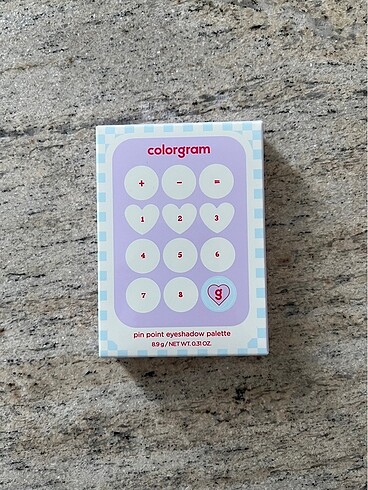 colorgram
+ - =
1 2 3
4 5 6
7 8 g
pin point eyeshadow palette
8.9 g / NET WT. 0.31 OZ.